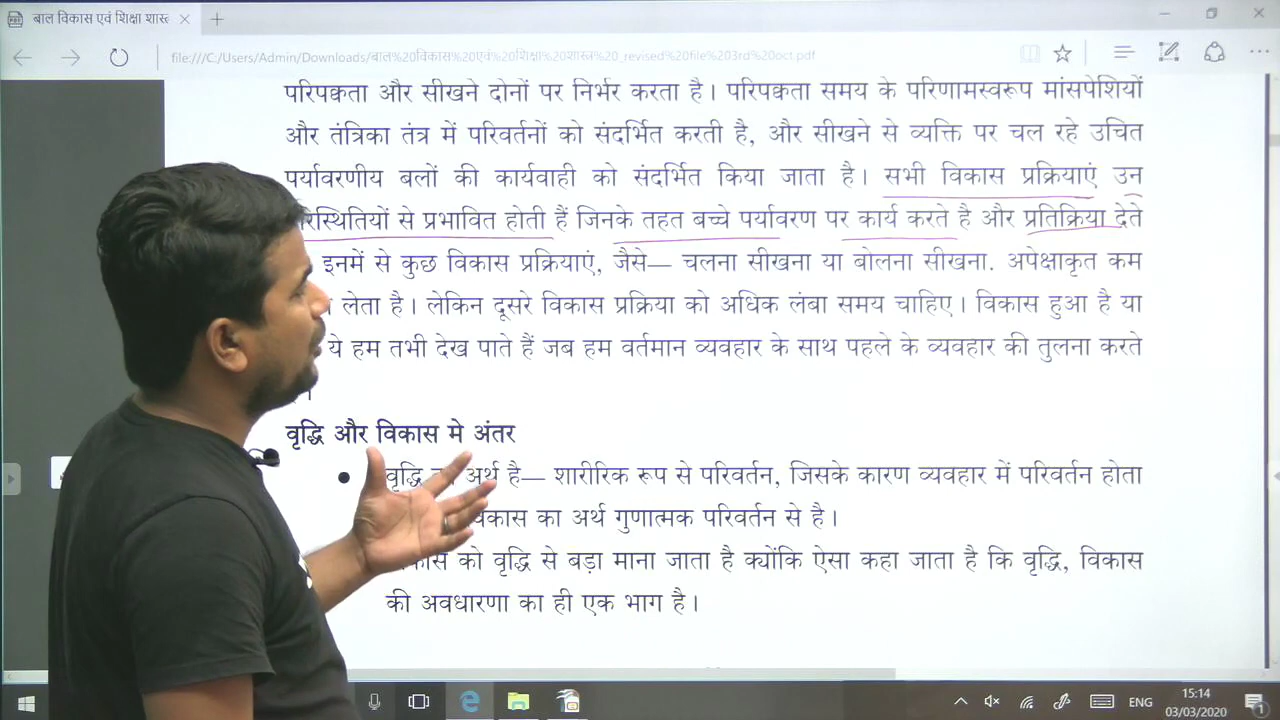 बाल विकास एवं शिक्षा शास्त्
file:///C:/Users/Admin/Downloads/बाल%20विकास%20एवं%20शिक्षा%20शास्त्र%20_revised%20file%203rd%20oct.pdf
परिपक्वता और सीखने दोनों पर निर्भर करता है। परिपक्वता समय के परिणामस्वरूप मांसपेशियों
और तंत्रिका तंत्र में परिवर्तनों को संदर्भित करती है, और सीखने से व्यक्ति पर चल रहे उचित
पर्यावरणीय बलों की कार्यवाही को संदर्भित किया जाता है। सभी विकास प्रक्रियाएं उन
रिस्थितियों से प्रभावित होती हैं जिनके तहत बच्चे पर्यावरण पर कार्य करते है और प्रतिक्रिया देते
इनमें से कुछ विकास प्रक्रियाएं, जैसे— चलना सीखना या बोलना सीखना. अपेक्षाकृत कम
लेता है। लेकिन दूसरे विकास प्रक्रिया को अधिक लंबा समय चाहिए। विकास हुआ है या
ये हम तभी देख पाते हैं जब हम वर्तमान व्यवहार के साथ पहले के व्यवहार की तुलना करते
।
वृद्धि और विकास मे अंतर
• वृद्धि अर्थ है— शारीरिक रूप से परिवर्तन, जिसके कारण व्यवहार में परिवर्तन होता
का अर्थ गुणात्मक परिवर्तन से है।
को वृद्धि से बड़ा माना जाता है क्योंकि ऐसा कहा जाता है कि वृद्धि, विकास
की अवधारणा का ही एक भाग है।
ENG
15:14
03/03/2020
1